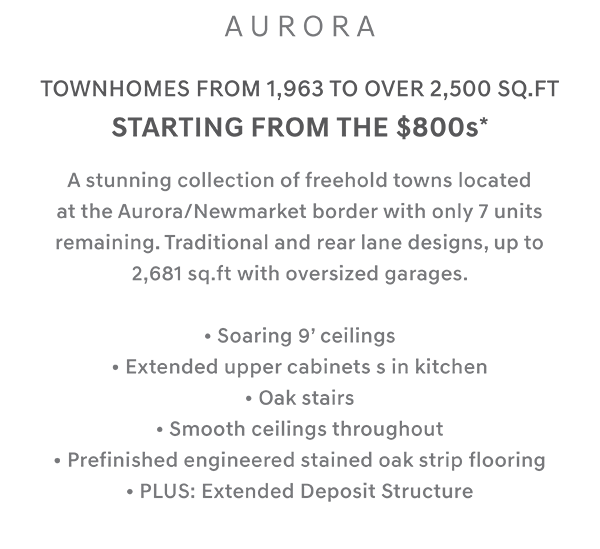 AURORA
TOWNHOMES FROM 1,963 TO OVER 2,500 SQ.FT
STARTING FROM THE $800s*
A stunning collection of freehold towns located
at the Aurora/Newmarket border with only 7 units
remaining. Traditional and rear lane designs, up to
2,681 sq.ft with oversized garages.
• Soaring 9’ ceilings
• Extended upper cabinets s in kitchen
• Oak stairs
• Smooth ceilings throughout
• Prefinished engineered stained oak strip flooring
• PLUS: Extended Deposit Structure